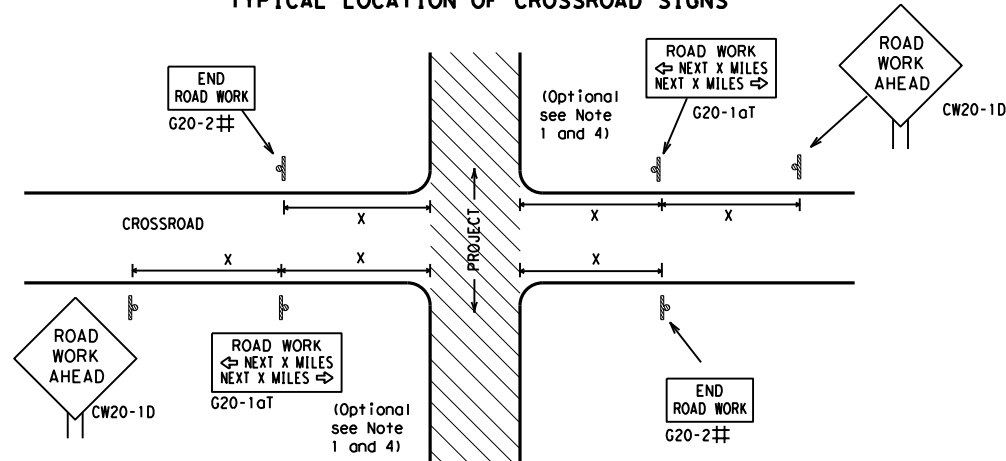 TYPICAL LOCATION OF CROSSROAD SIGNS
END
ROAD WORK
G20-2#
(Optional
see Note
1 and 4)
ROAD WORK
⇦ NEXT X MILES
NEXT X MILES ⇨
G20-1aT
ROAD
WORK
AHEAD
CW20-1D
X
X
X
CROSSROAD
PROJECT
X
X
X
ROAD
WORK
AHEAD
CW20-1D
ROAD WORK
⇦ NEXT X MILES
NEXT X MILES ⇨
G20-1aT
(Optional
see Note
1 and 4)
END
ROAD WORK
G20-2#